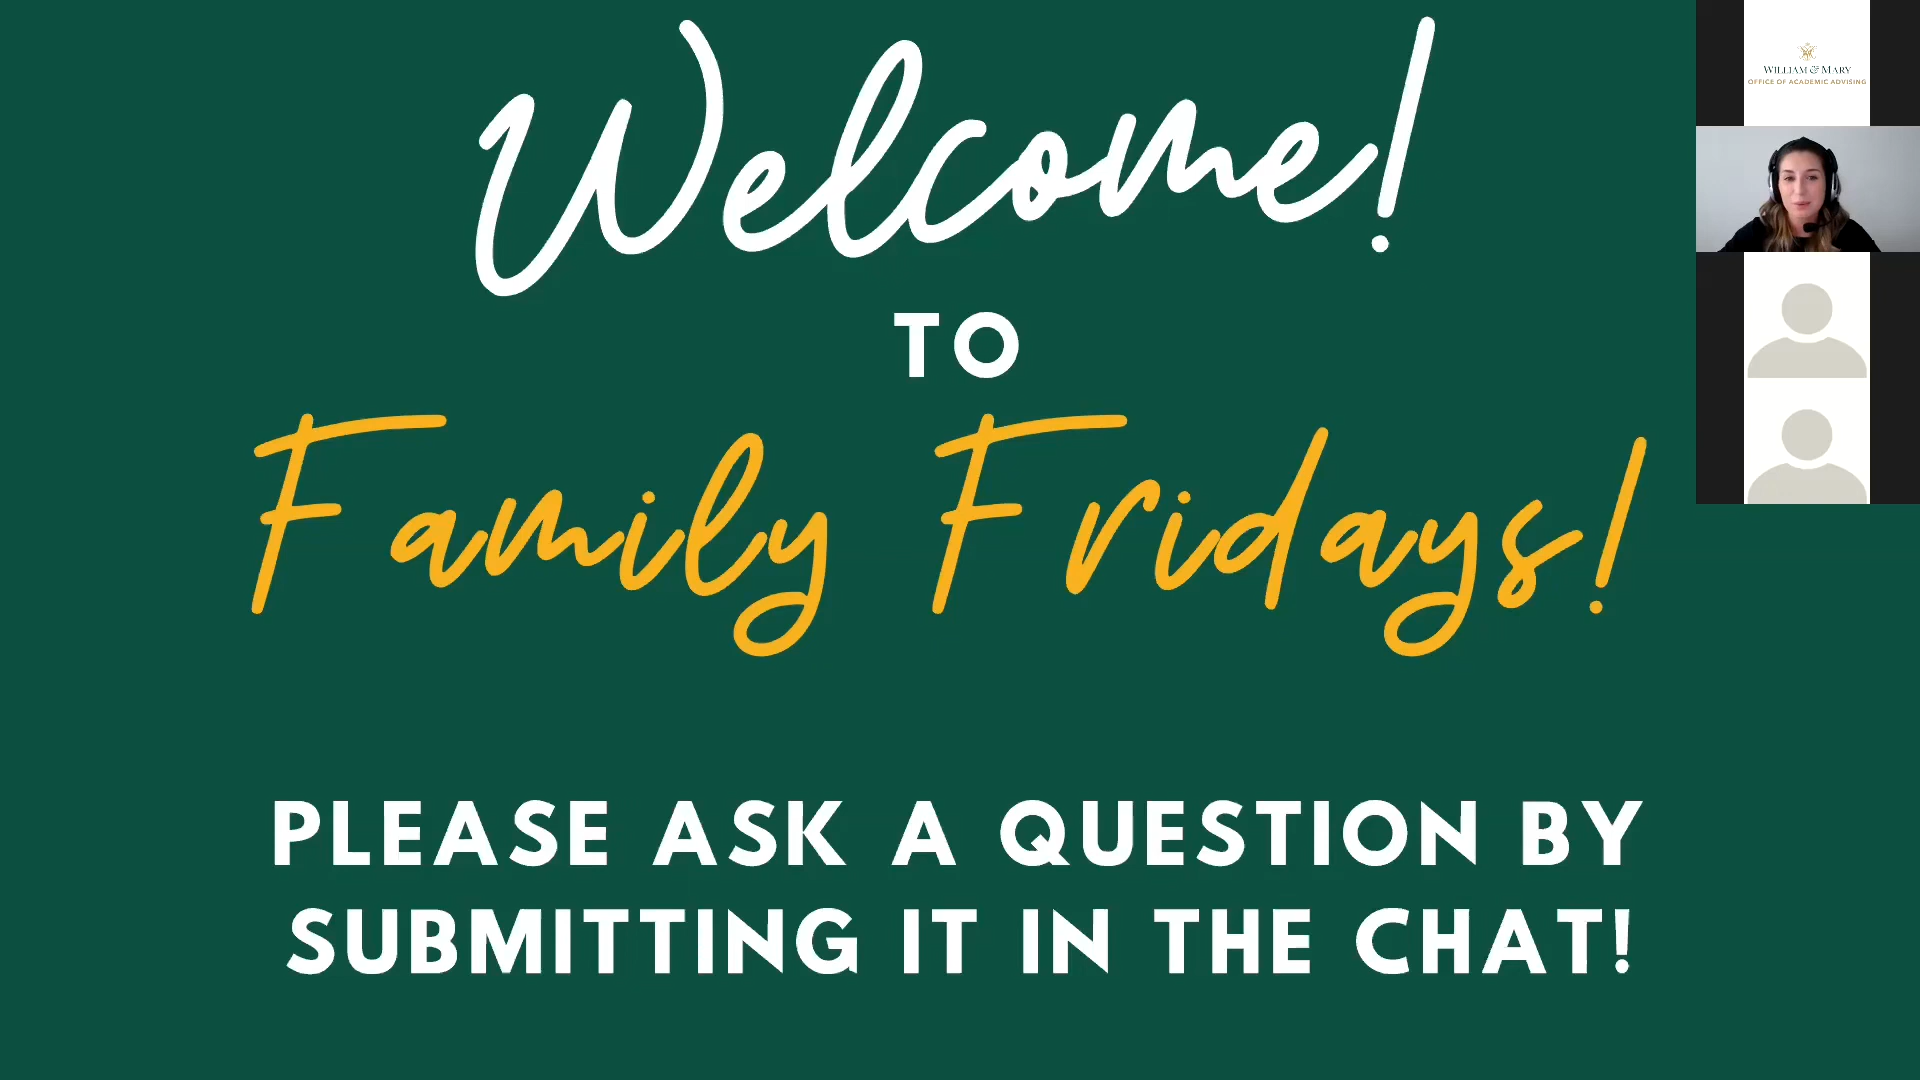 Welcome!
TO
Family Fridays!
PLEASE ASK A QUESTION BY
SUBMITTING IT IN THE CHAT!
WILLIAM & MARY
OFFICE OF ACADEMIC ADVISING